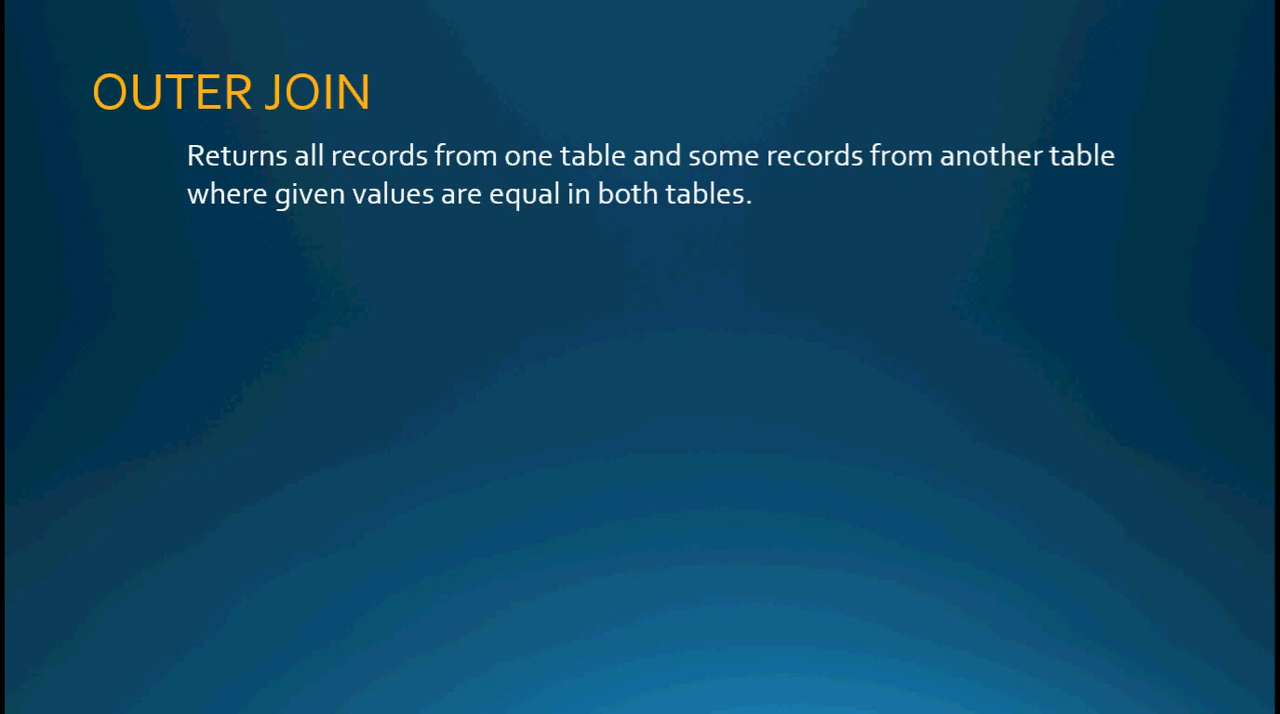 OUTER JOIN
Returns all records from one table and some records from another table
where given values are equal in both tables.